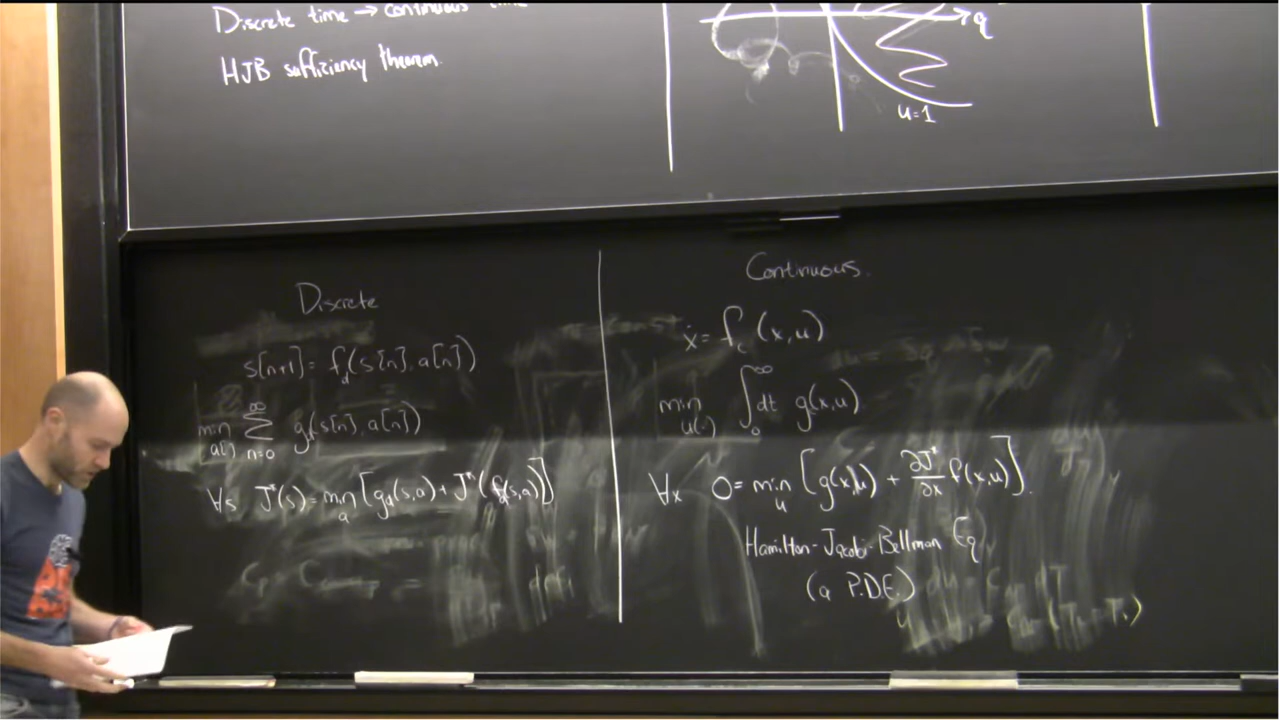 Discrete time → continuous time
HJB sufficiency theorem.
q
u=1
Discrete
s[n+1] = f_d(s[n], a[n])
min_{a(·)} ∑_{n=0}^{∞} g_d(s[n], a[n])
∀s J*(s) = min_a [g_d(s,a) + J*(f_d(s,a))]
Continuous.
ẋ = f_c(x,u)
min_{u(·)} ∫_0^∞ dt g(x,u)
∀x 0 = min_u [g(x,u) + ∂J*/∂x f(x,u)].
Hamilton-Jacobi-Bellman Eq
(a P.D.E.)